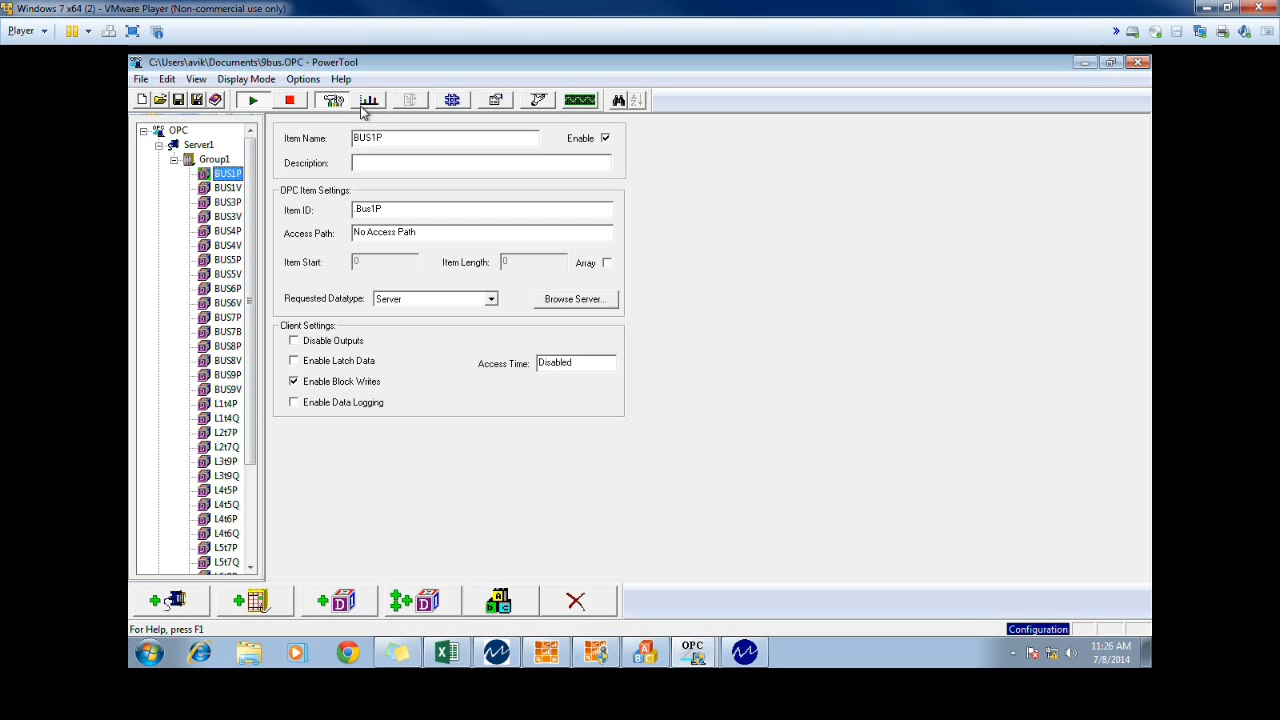 Windows 7 x64 (2) - VMware Player (Non-commercial use only)
Player
C:\Users\avik\Documents\9bus.OPC - PowerTool
File Edit View Display Mode Options Help
OPC
Server1
Group1
BUS1P
BUS1V
BUS3P
BUS3V
BUS4P
BUS4V
BUS5P
BUS5V
BUS6P
BUS6V
BUS7P
BUS7B
BUS8P
BUS8V
BUS9P
BUS9V
L1t4P
L1t4Q
L2t7P
L2t7Q
L3t9P
L3t9Q
L4t5P
L4t5Q
L4t6P
L4t6Q
L5t7P
L5t7Q
Item Name: BUS1P Enable
Description:
OPC Item Settings:
Item ID: Bus1P
Access Path: No Access Path
Item Start: 0 Item Length: 0 Array
Requested Datatype: Server Browse Server...
Client Settings:
Disable Outputs
Enable Latch Data Access Time: Disabled
Enable Block Writes
Enable Data Logging
For Help, press F1 Configuration
OPC
11:26 AM
7/8/2014